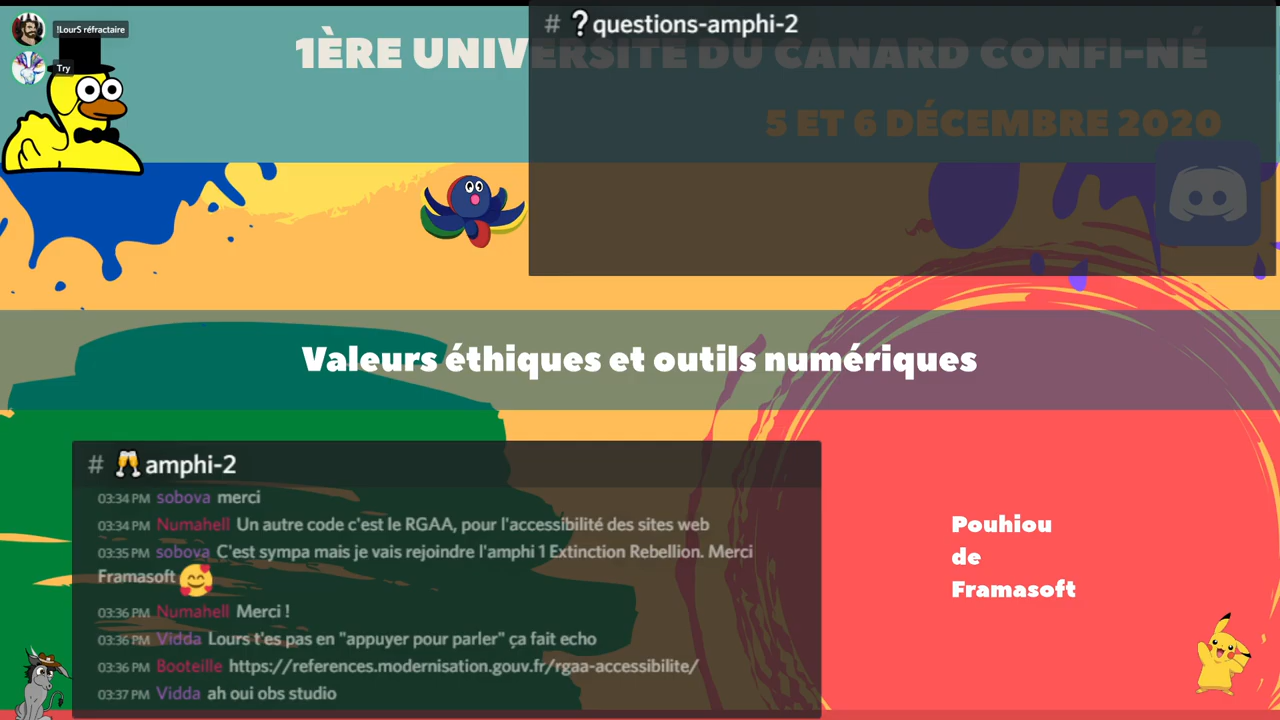 !LourS réfractaire
Try
# ?questions-amphi-2
1ÈRE UNIVERSITÉ DU CANARD CONFI-NÉ
5 ET 6 DÉCEMBRE 2020
Valeurs éthiques et outils numériques
# 🥂amphi-2
03:34 PM sobova merci
03:34 PM Numahell Un autre code c'est le RGAA, pour l'accessibilité des sites web
03:35 PM sobova C'est sympa mais je vais rejoindre l'amphi 1 Extinction Rebellion. Merci
Framasoft 🥰
03:36 PM Numahell Merci !
03:36 PM Vidda Lours t'es pas en "appuyer pour parler" ça fait echo
03:36 PM Booteille https://references.modernisation.gouv.fr/rgaa-accessibilite/
03:37 PM Vidda ah oui obs studio
Pouhiou
de
Framasoft